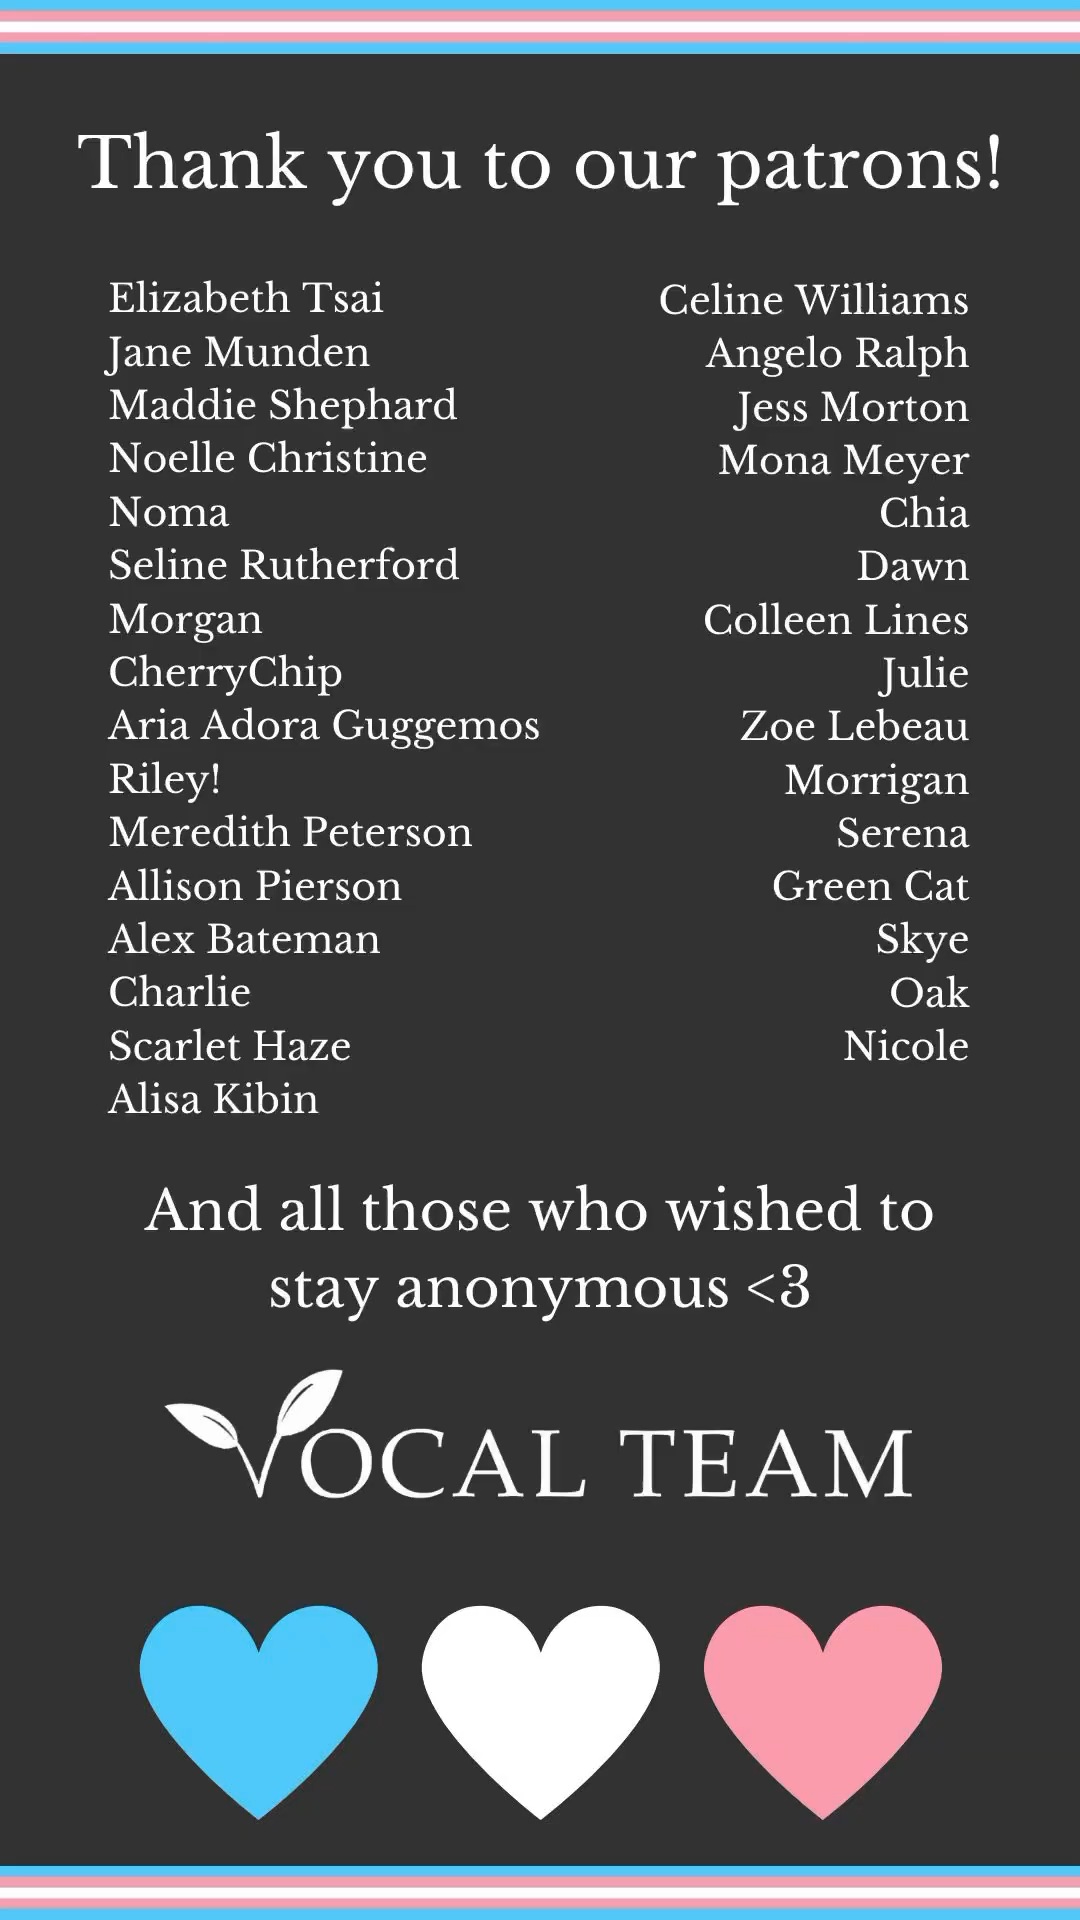 Thank you to our patrons!
Elizabeth Tsai
Jane Munden
Maddie Shephard
Noelle Christine
Noma
Seline Rutherford
Morgan
CherryChip
Aria Adora Guggemos
Riley!
Meredith Peterson
Allison Pierson
Alex Bateman
Charlie
Scarlet Haze
Alisa Kibin
Celine Williams
Angelo Ralph
Jess Morton
Mona Meyer
Chia
Dawn
Colleen Lines
Julie
Zoe Lebeau
Morrigan
Serena
Green Cat
Skye
Oak
Nicole
And all those who wished to
stay anonymous <3
VOCAL TEAM